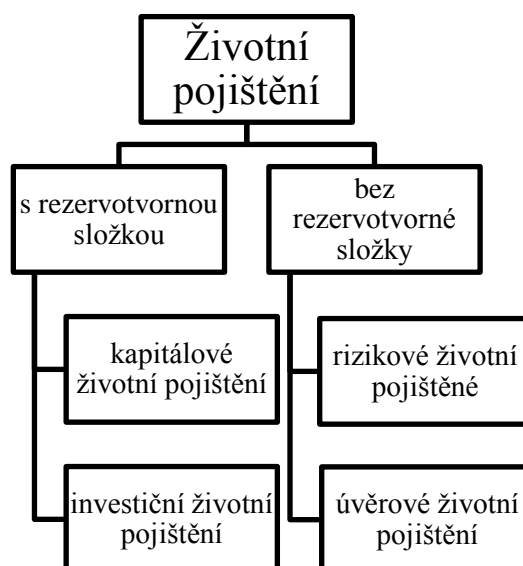 Životní
pojištění
s rezervotvornou
složkou
bez
rezervotvorné
složky
kapitálové
životní pojištění
rizikové životní
pojištěné
investiční životní
pojištění
úvěrové životní
pojištění